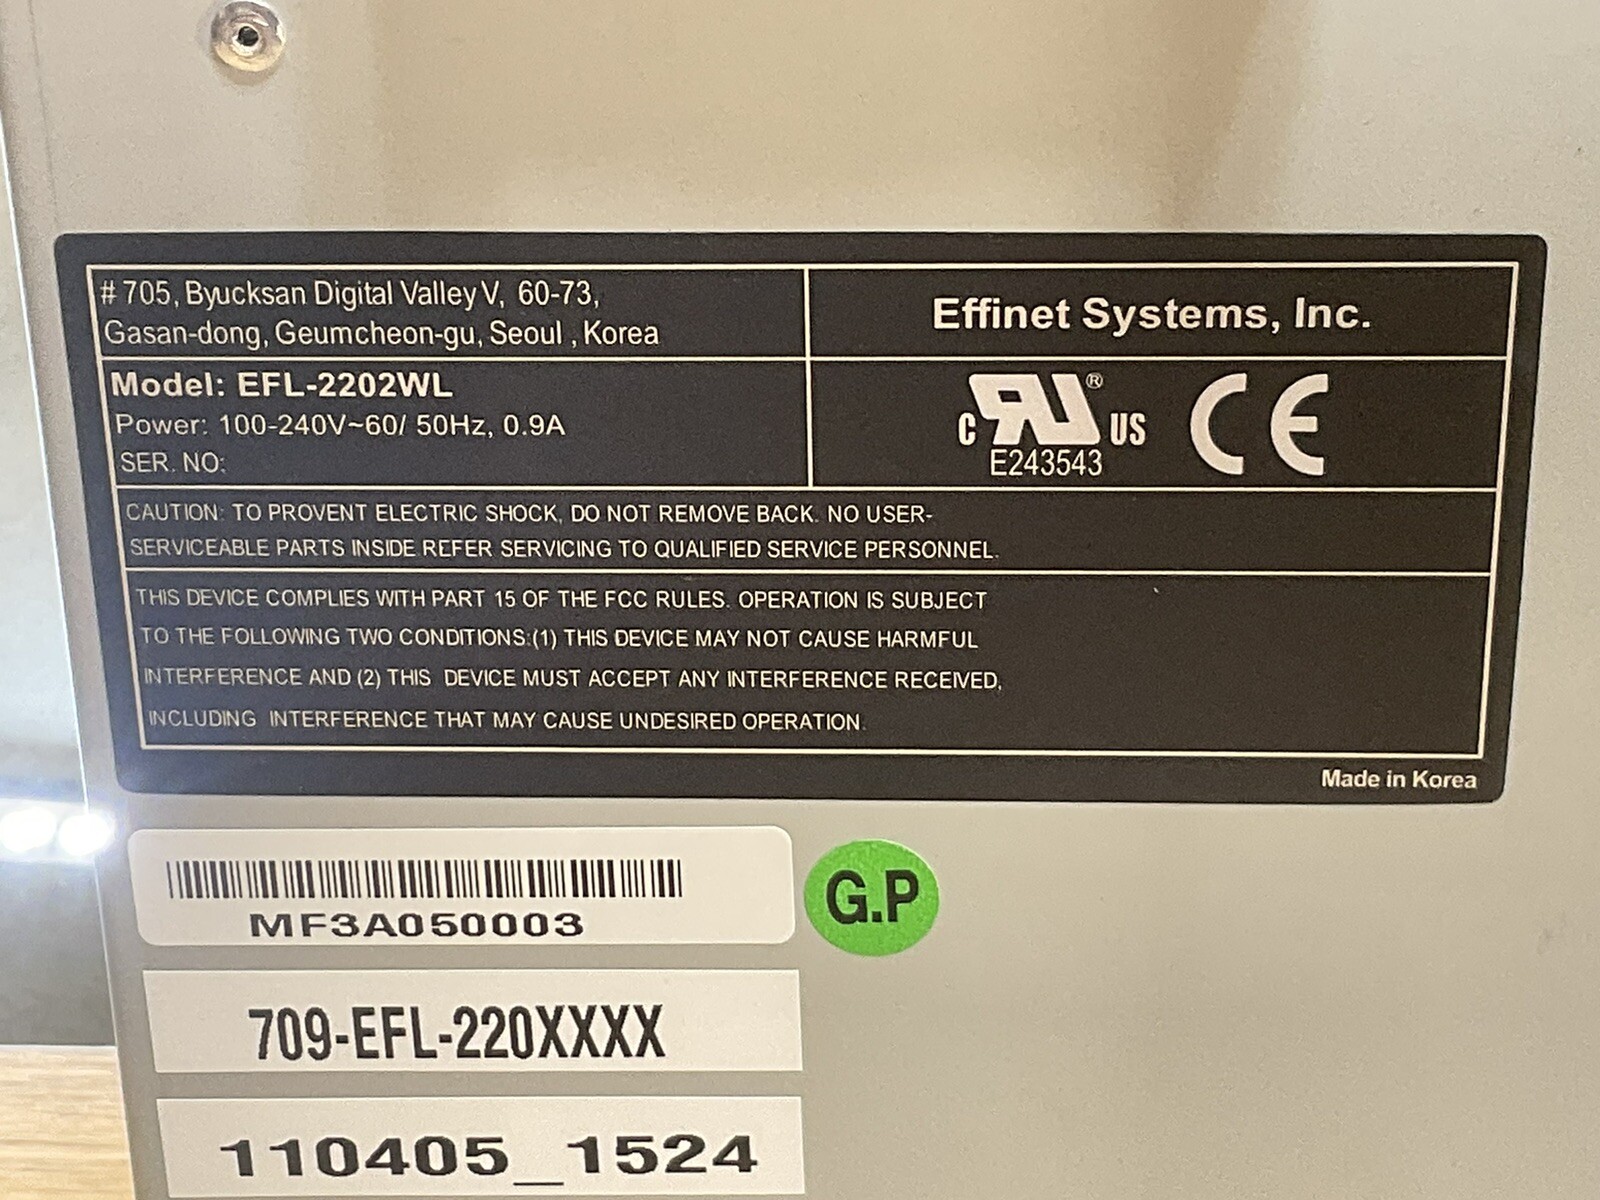 # 705, Byucksan Digital Valley V, 60-73,
Gasan-dong, Geumcheon-gu, Seoul , Korea
Effinet Systems, Inc.
Model: EFL-2202WL
Power: 100-240V~60/ 50Hz, 0.9A
SER. NO:
c RU® US
E243543
CE
CAUTION: TO PROVENT ELECTRIC SHOCK, DO NOT REMOVE BACK. NO USER-
SERVICEABLE PARTS INSIDE REFER SERVICING TO QUALIFIED SERVICE PERSONNEL.
THIS DEVICE COMPLIES WITH PART 15 OF THE FCC RULES. OPERATION IS SUBJECT
TO THE FOLLOWING TWO CONDITIONS:(1) THIS DEVICE MAY NOT CAUSE HARMFUL
INTERFERENCE AND (2) THIS DEVICE MUST ACCEPT ANY INTERFERENCE RECEIVED,
INCLUDING INTERFERENCE THAT MAY CAUSE UNDESIRED OPERATION.
Made in Korea
MF3A050003
G.P
709-EFL-220XXXX
110405_1524